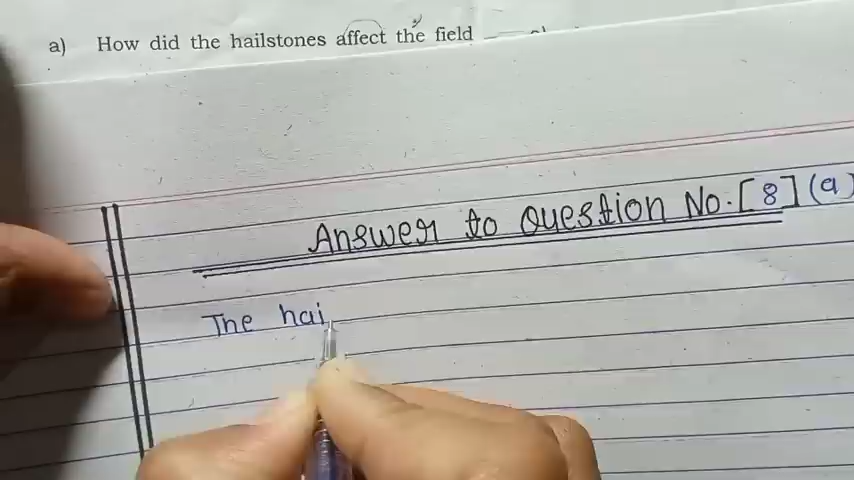 a) How did the hailstones affect the field
Answer to Question No. [8] (a)
The hai